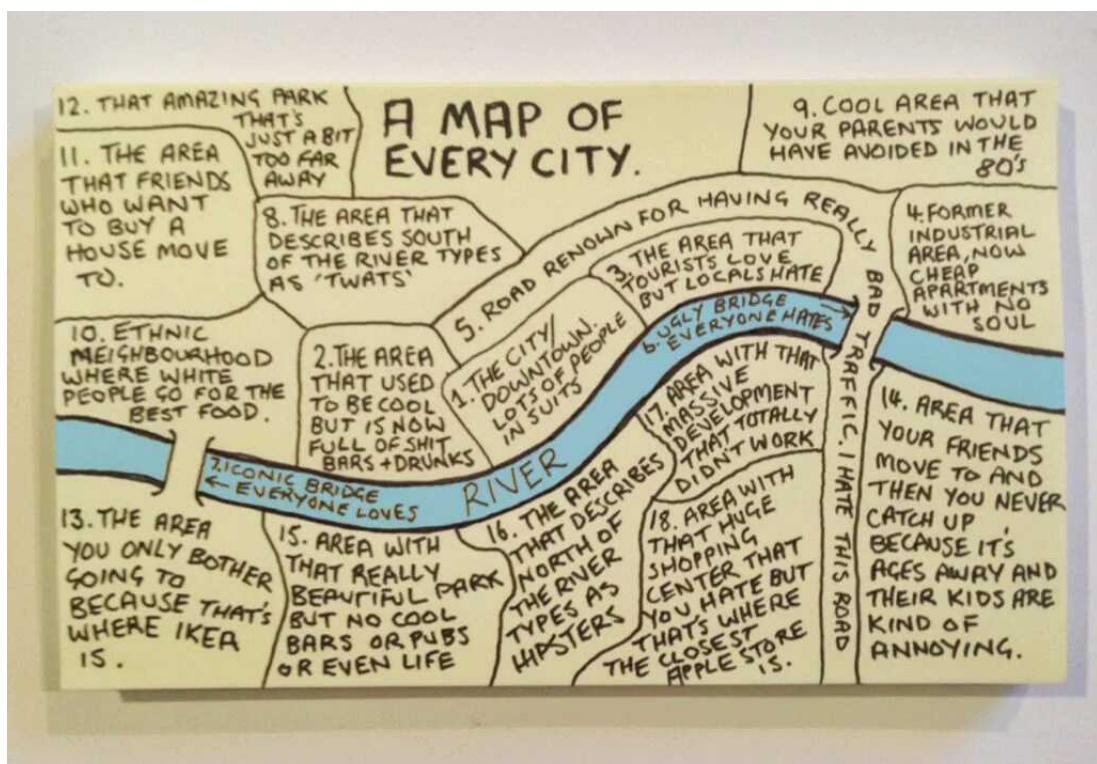 A MAP OF
EVERY CITY.
12. THAT AMAZING PARK
THAT'S
JUST A BIT
TOO FAR
AWAY
11. THE AREA
THAT FRIENDS
WHO WANT
TO BUY A
HOUSE MOVE
TO.
8. THE AREA THAT
DESCRIBES SOUTH
OF THE RIVER TYPES
AS 'TWATS'
9. COOL AREA THAT
YOUR PARENTS WOULD
HAVE AVOIDED IN THE
80'S
5. ROAD RENOWN FOR HAVING REALLY BAD TRAFFIC. I HATE THIS ROAD
4. FORMER
INDUSTRIAL
AREA, NOW
CHEAP
APARTMENTS
WITH NO
SOUL
3. THE AREA THAT
TOURISTS LOVE
BUT LOCALS HATE
10. ETHNIC
NEIGHBOURHOOD
WHERE WHITE
PEOPLE GO FOR THE
BEST FOOD.
2. THE AREA
THAT USED
TO BE COOL
BUT IS NOW
FULL OF SHIT
BARS + DRUNKS
1. THE CITY/
DOWNTOWN.
LOTS OF PEOPLE
IN SUITS
6. UGLY BRIDGE →
EVERYONE HATES
7. ICONIC BRIDGE
← EVERYONE LOVES
RIVER
13. THE AREA
YOU ONLY BOTHER
GOING TO
BECAUSE THAT'S
WHERE IKEA
IS.
15. AREA WITH
THAT REALLY
BEAUTIFUL PARK
BUT NO COOL
BARS OR PUBS
OR EVEN LIFE
16. THE AREA
THAT DESCRIBES
NORTH OF
THE RIVER
TYPES AS
HIPSTERS
17. AREA WITH THAT
MASSIVE
DEVELOPMENT
THAT TOTALLY
DIDN'T WORK
18. AREA WITH
THAT HUGE
SHOPPING
CENTER THAT
YOU HATE BUT
THAT'S WHERE
THE CLOSEST
APPLE STORE
IS.
14. AREA THAT
YOUR FRIENDS
MOVE TO AND
THEN YOU NEVER
CATCH UP
BECAUSE IT'S
AGES AWAY AND
THEIR KIDS ARE
KIND OF
ANNOYING.